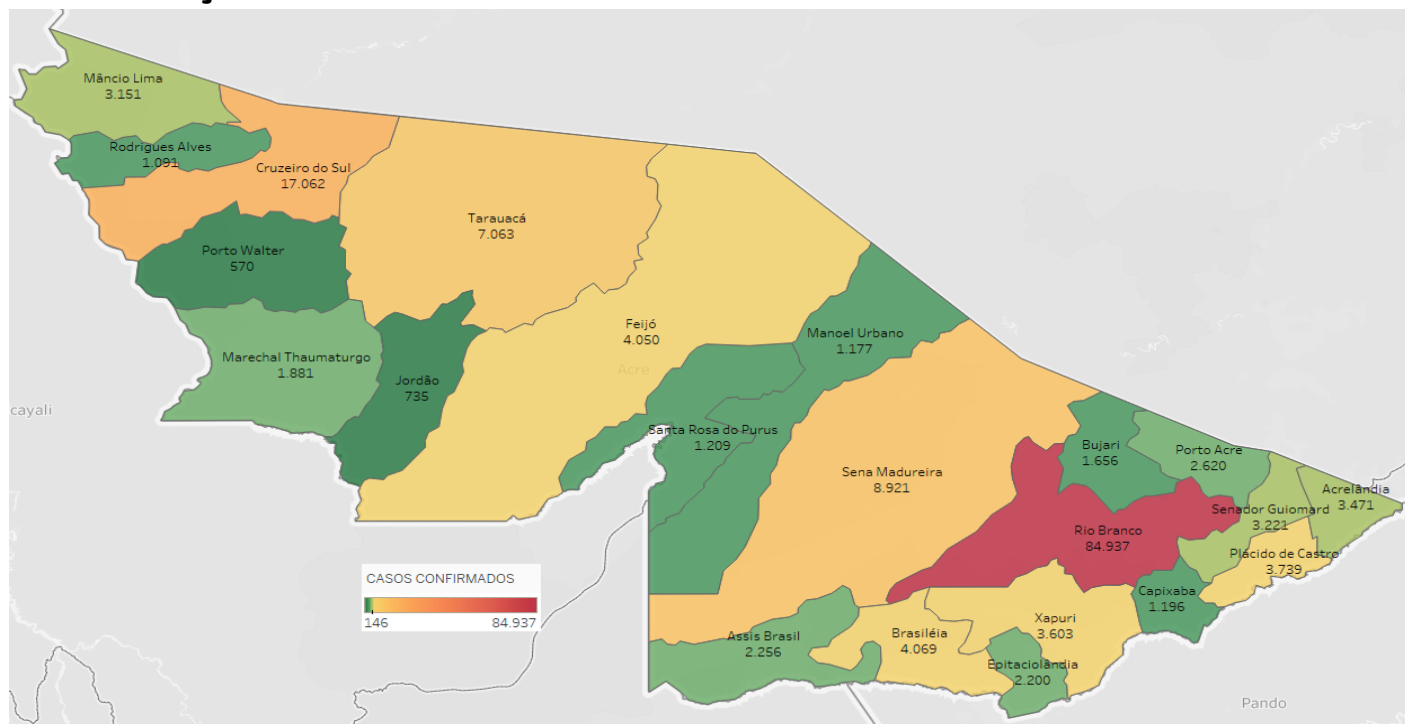 Mâncio Lima
3.151
Rodrigues Alves
1.091
Cruzeiro do Sul
17.062
Tarauacá
7.063
Porto Walter
570
Feijó
4.050
Acre
Manoel Urbano
1.177
Marechal Thaumaturgo
1.881
Jordão
735
cayali
Santa Rosa do Purus
1.209
Sena Madureira
8.921
Bujari
1.656
Porto Acre
2.620
Acrelândia
3.471
Senador Guiomard
3.221
Rio Branco
84.937
Plácido de Castro
3.739
Capixaba
1.196
CASOS CONFIRMADOS
146 84.937
Xapuri
3.603
Brasiléia
4.069
Assis Brasil
2.256
Epitaciolândia
2.200
Pando